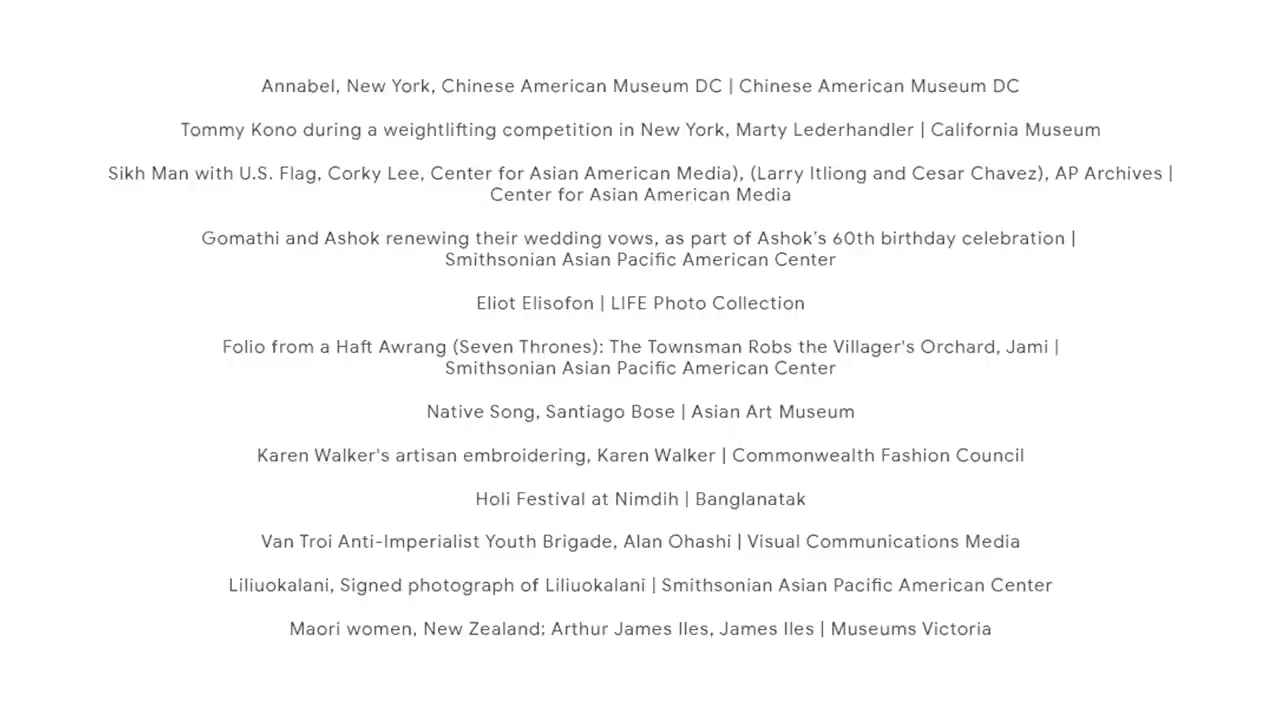 Annabel, New York, Chinese American Museum DC | Chinese American Museum DC
Tommy Kono during a weightlifting competition in New York, Marty Lederhandler | California Museum
Sikh Man with U.S. Flag, Corky Lee, Center for Asian American Media), (Larry Itliong and Cesar Chavez), AP Archives |
Center for Asian American Media
Gomathi and Ashok renewing their wedding vows, as part of Ashok’s 60th birthday celebration |
Smithsonian Asian Pacific American Center
Eliot Elisofon | LIFE Photo Collection
Folio from a Haft Awrang (Seven Thrones): The Townsman Robs the Villager's Orchard, Jami |
Smithsonian Asian Pacific American Center
Native Song, Santiago Bose | Asian Art Museum
Karen Walker's artisan embroidering, Karen Walker | Commonwealth Fashion Council
Holi Festival at Nimdih | Banglanatak
Van Troi Anti-Imperialist Youth Brigade, Alan Ohashi | Visual Communications Media
Liliuokalani, Signed photograph of Liliuokalani | Smithsonian Asian Pacific American Center
Maori women, New Zealand; Arthur James Iles, James Iles | Museums Victoria